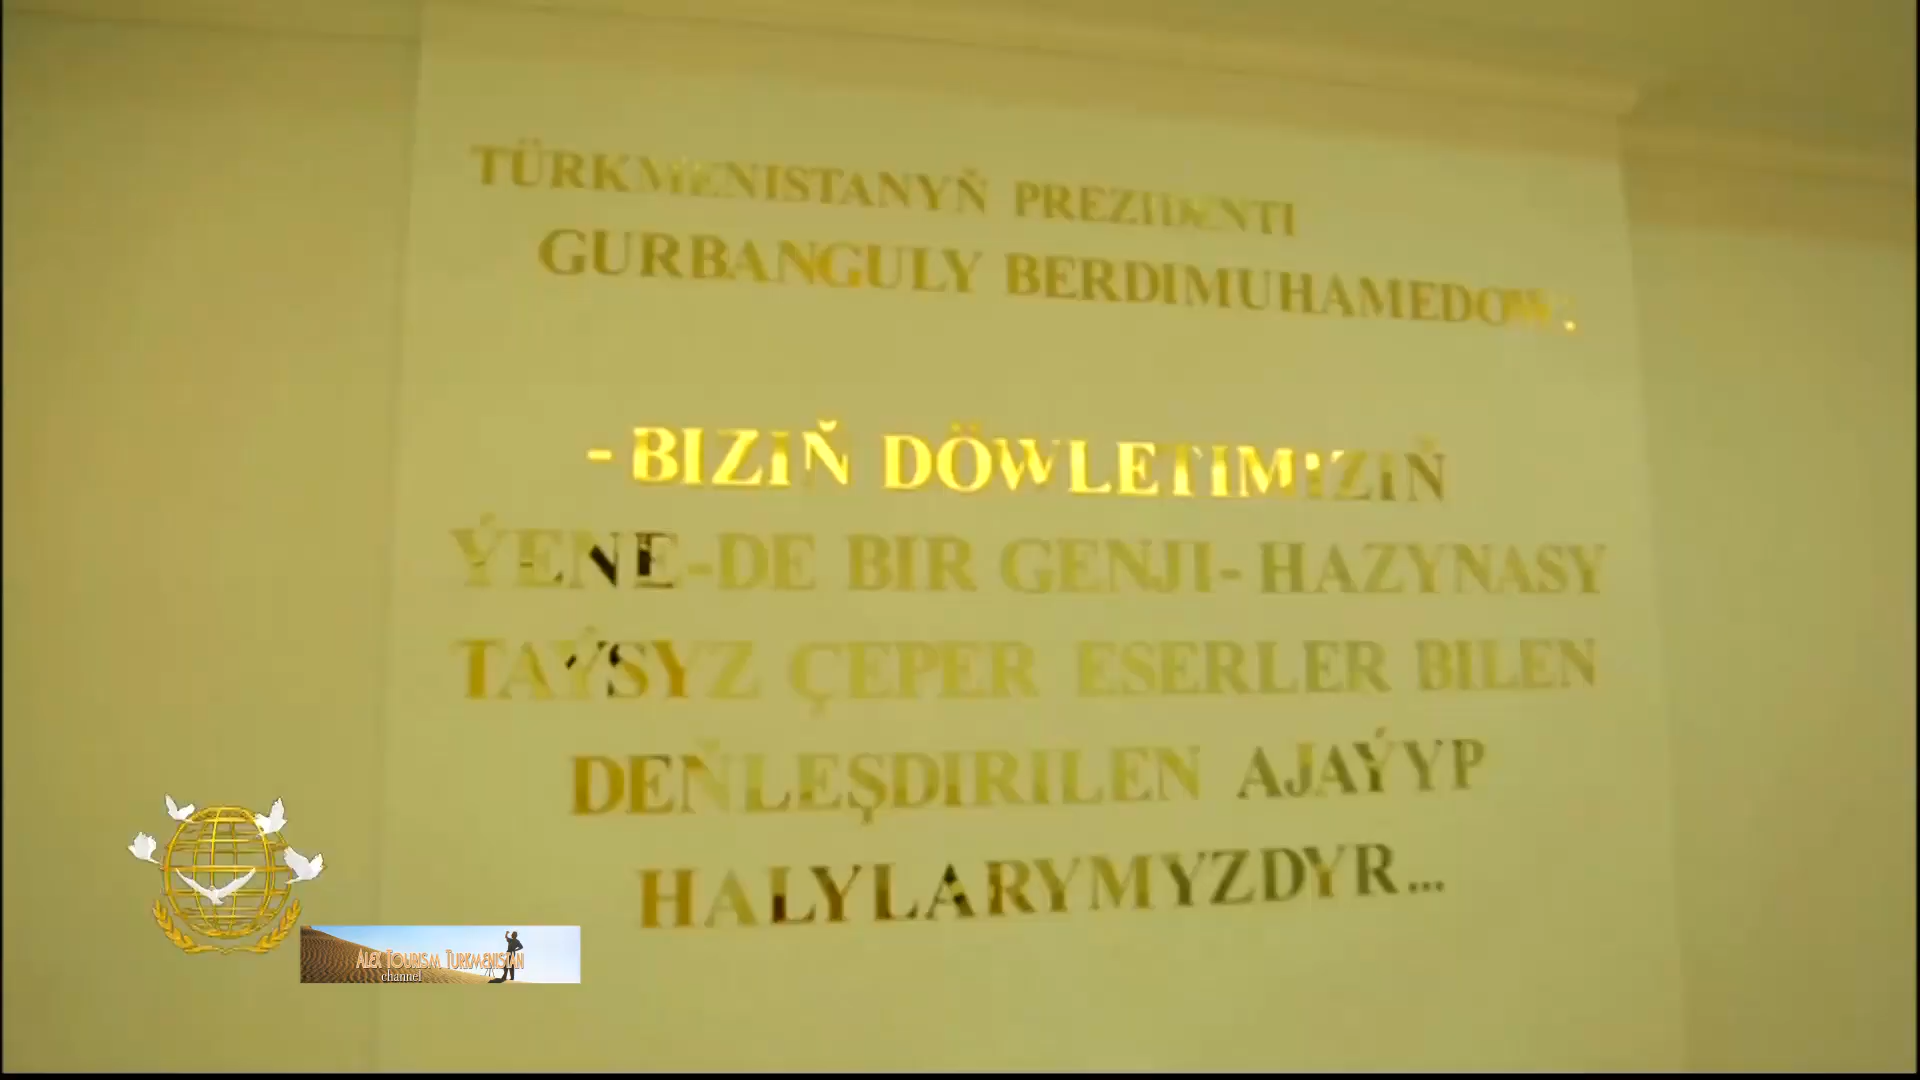 TÜRKMENISTANYŇ PREZIDENTI
GURBANGULY BERDIMUHAMEDOW:
- BIZIŇ DÖWLETIMIZIŇ
ÝENE-DE BIR GENJI-HAZYNASY
TAÝSYZ ÇEPER ESERLER BILEN
DEŇLEŞDIRILEN AJAÝYP
HALYLARYMYZDYR...
ALEX TOURISM TURKMENISTAN
channel